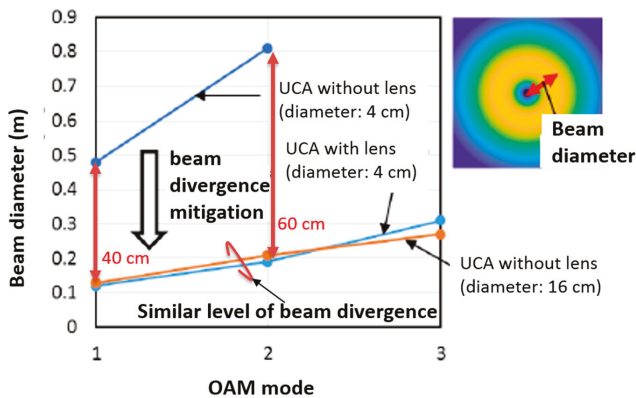 0.9
0.8
0.7
0.6
0.5
0.4
0.3
0.2
0.1
0
Beam diameter (m)
1
2
3
OAM mode
UCA without lens
(diameter: 4 cm)
UCA with lens
(diameter: 4 cm)
beam
divergence
mitigation
40 cm
60 cm
UCA without lens
(diameter: 16 cm)
Similar level of beam divergence
Beam
diameter